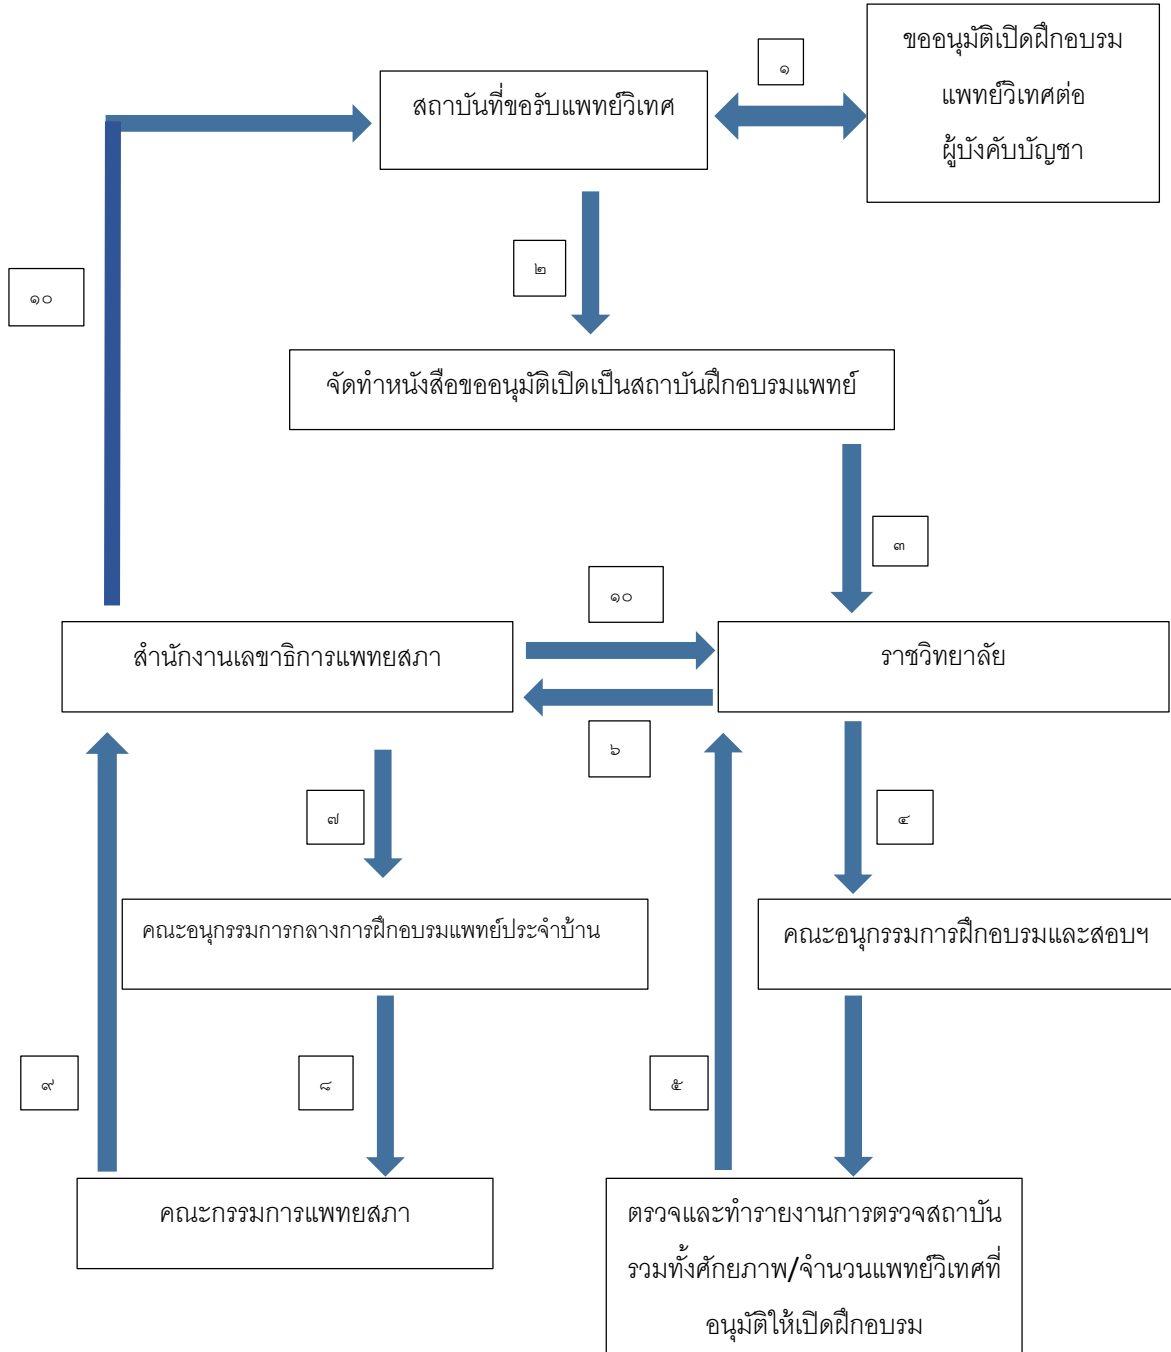 ขออนุมัติเปิดฝึกอบรม
แพทย์วิเทศต่อ
ผู้บังคับบัญชา
๑
สถาบันที่ขอรับแพทย์วิเทศ
๒
๑๐
จัดทำหนังสือขออนุมัติเปิดเป็นสถาบันฝึกอบรมแพทย์
๓
๑๐
สำนักงานเลขาธิการแพทยสภา
ราชวิทยาลัย
๖
๗
๔
คณะอนุกรรมการกลางการฝึกอบรมแพทย์ประจำบ้าน
คณะอนุกรรมการฝึกอบรมและสอบฯ
๙
๘
๕
คณะกรรมการแพทยสภา
ตรวจและทำรายงานการตรวจสถาบัน
รวมทั้งศักยภาพ/จำนวนแพทย์วิเทศที่
อนุมัติให้เปิดฝึกอบรม